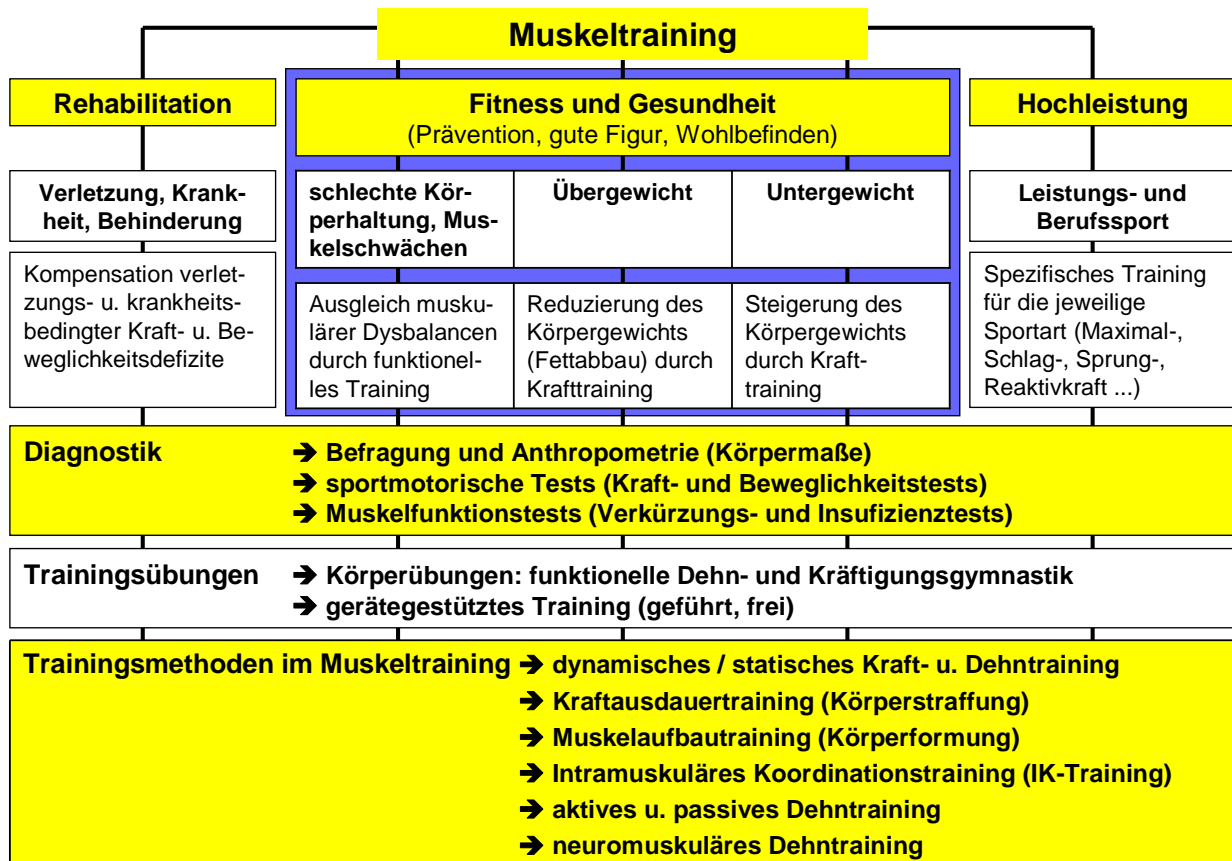 Muskeltraining
Rehabilitation
Fitness und Gesundheit
(Prävention, gute Figur, Wohlbefinden)
Hochleistung
Verletzung, Krank-
heit, Behinderung
schlechte Kör-
perhaltung, Mus-
kelschwächen
Übergewicht
Untergewicht
Leistungs- und
Berufssport
Kompensation verlet-
zungs- u. krankheits-
bedingter Kraft- u. Be-
weglichkeitsdefizite
Ausgleich musku-
lärer Dysbalancen
durch funktionel-
les Training
Reduzierung des
Körpergewichts
(Fettabbau) durch
Krafttraining
Steigerung des
Körpergewichts
durch Kraft-
training
Spezifisches Training
für die jeweilige
Sportart (Maximal-,
Schlag-, Sprung-,
Reaktivkraft ...)
Diagnostik ➔ Befragung und Anthropometrie (Körpermaße)
➔ sportmotorische Tests (Kraft- und Beweglichkeitstests)
➔ Muskelfunktionstests (Verkürzungs- und Insufizienztests)
Trainingsübungen ➔ Körperübungen: funktionelle Dehn- und Kräftigungsgymnastik
➔ gerätegestütztes Training (geführt, frei)
Trainingsmethoden im Muskeltraining ➔ dynamisches / statisches Kraft- u. Dehntraining
➔ Kraftausdauertraining (Körperstraffung)
➔ Muskelaufbautraining (Körperformung)
➔ Intramuskuläres Koordinationstraining (IK-Training)
➔ aktives u. passives Dehntraining
➔ neuromuskuläres Dehntraining